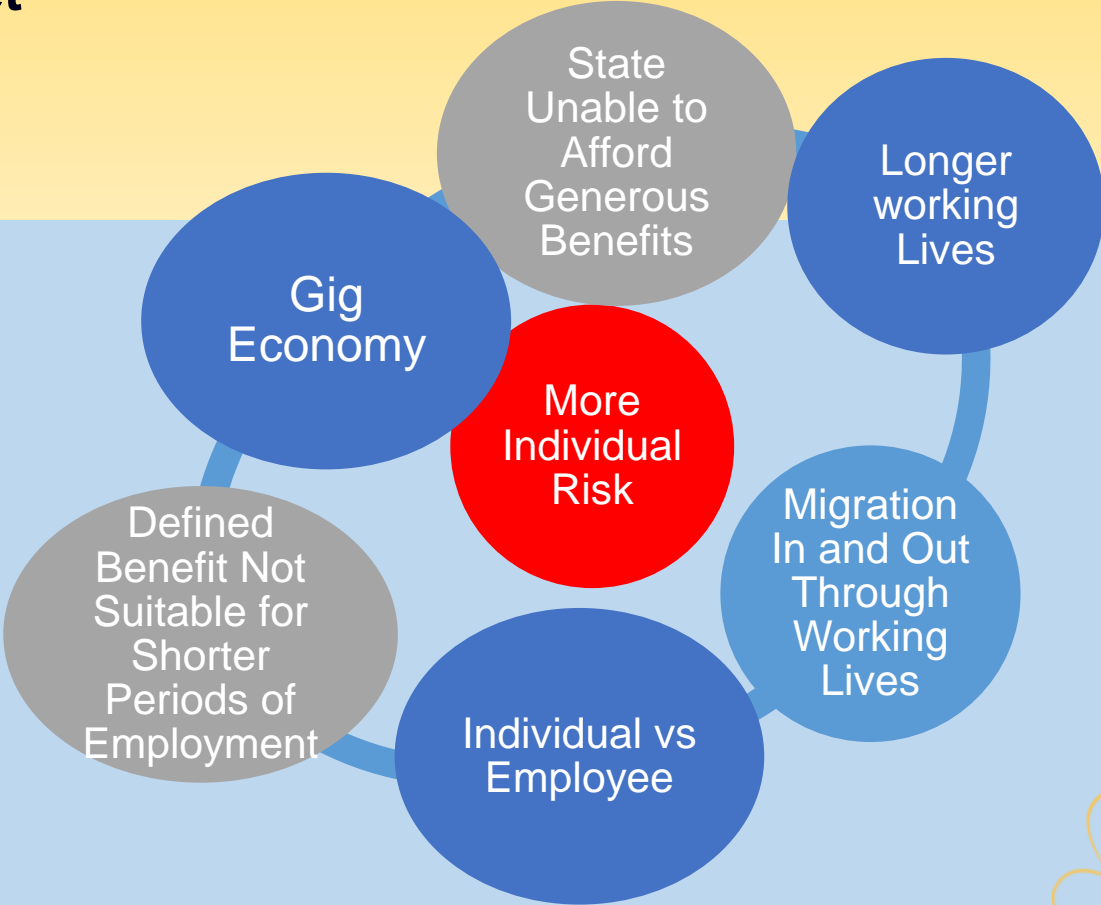 State
Unable to
Afford
Generous
Benefits
Longer
working
Lives
Gig
Economy
More
Individual
Risk
Migration
In and Out
Through
Working
Lives
Defined
Benefit Not
Suitable for
Shorter
Periods of
Employment
Individual vs
Employee